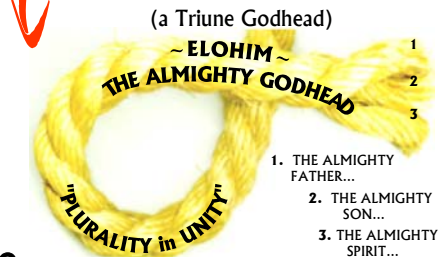 (a Triune Godhead)
~ ELOHIM ~
THE ALMIGHTY GODHEAD
1
2
3
"PLURALITY in UNITY"
1. THE ALMIGHTY
FATHER...
2. THE ALMIGHTY
SON...
3. THE ALMIGHTY
SPIRIT...